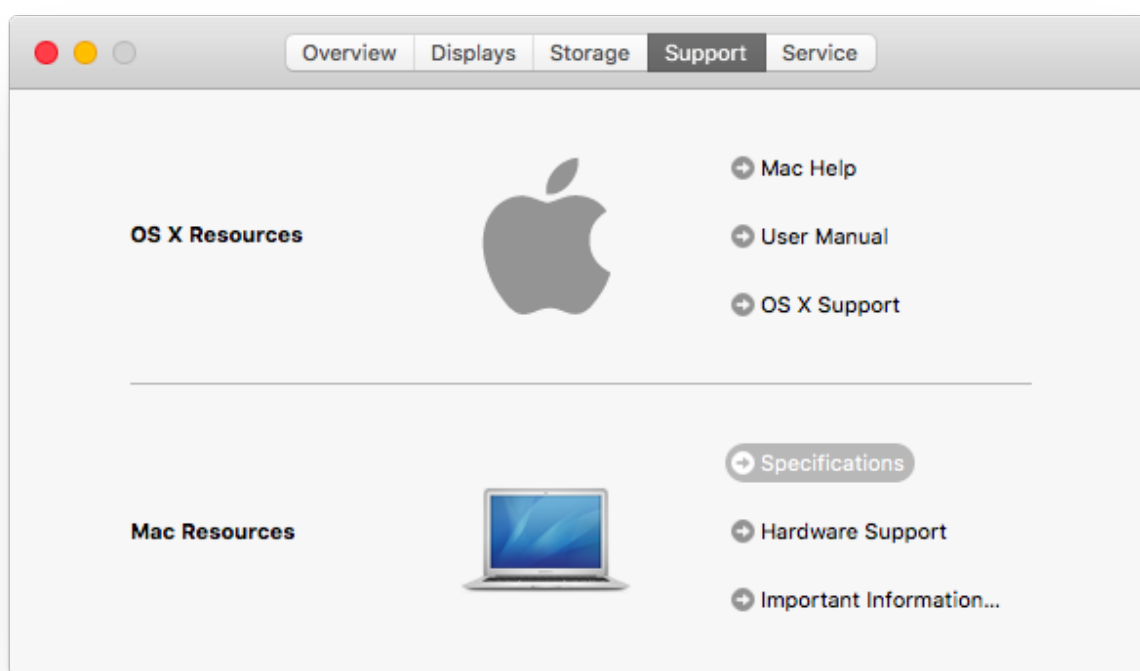 Overview Displays Storage Support Service
OS X Resources
Mac Help
User Manual
OS X Support
Mac Resources
Specifications
Hardware Support
Important Information...